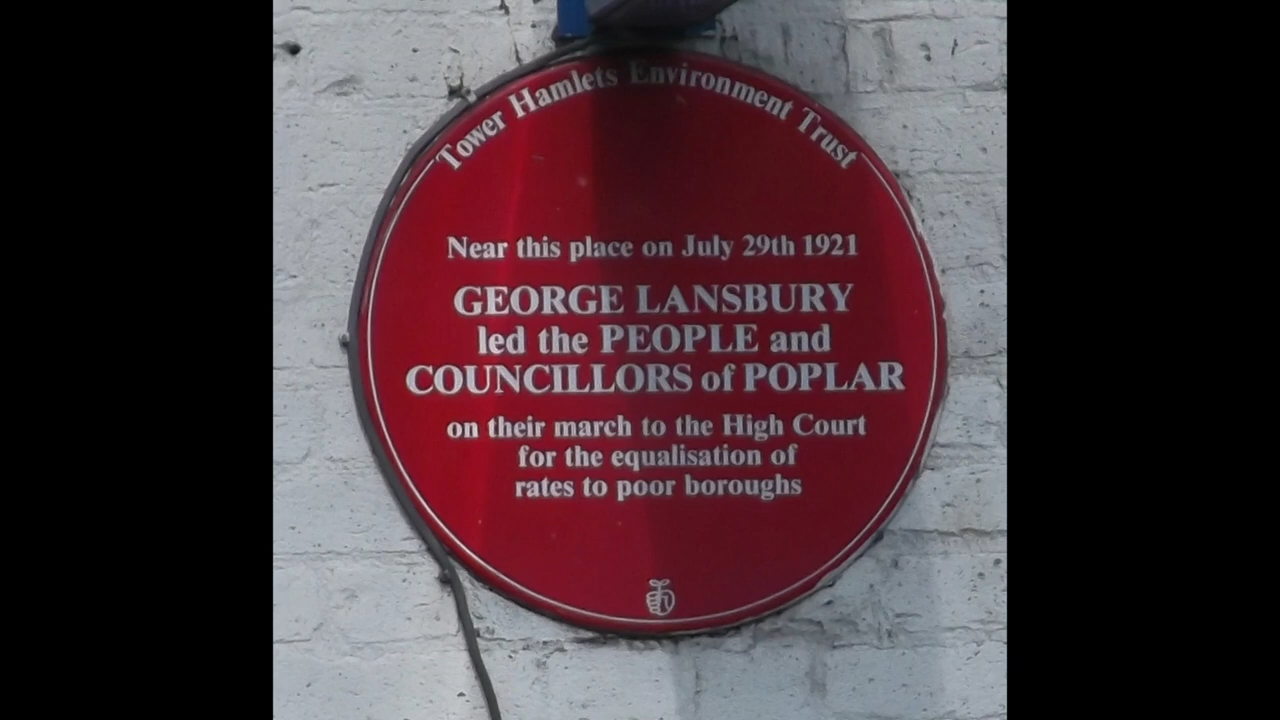 Tower Hamlets Environment Trust
Near this place on July 29th 1921
GEORGE LANSBURY
led the PEOPLE and
COUNCILLORS of POPLAR
on their march to the High Court
for the equalisation of
rates to poor boroughs